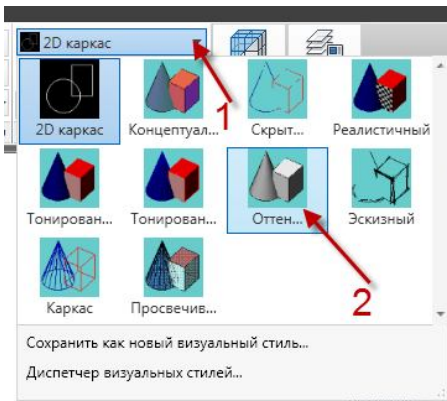 2D каркас
1
2D каркас
Концептуал...
Скрыт...
Реалистичный
Тонирован...
Тонирован...
Оттен...
Эскизный
Каркас
Просвечив...
2
Сохранить как новый визуальный стиль...
Диспетчер визуальных стилей...